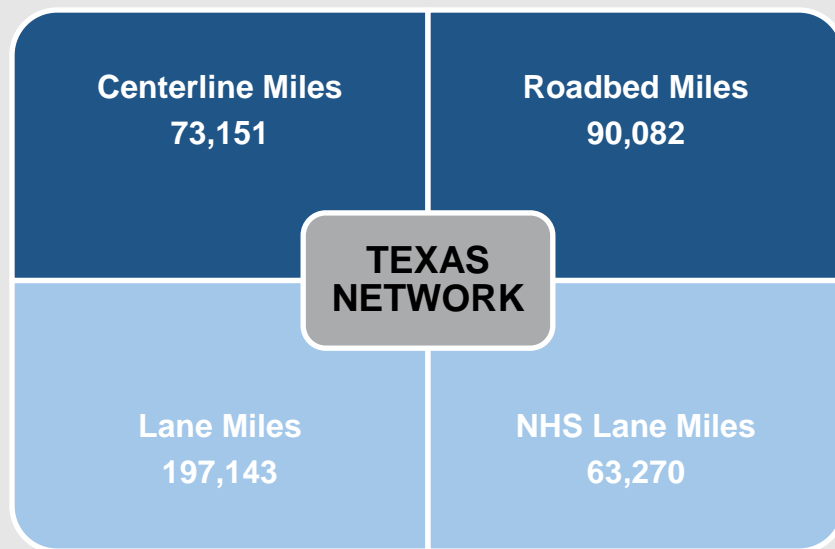 Centerline Miles
73,151
Roadbed Miles
90,082
TEXAS
NETWORK
Lane Miles
197,143
NHS Lane Miles
63,270